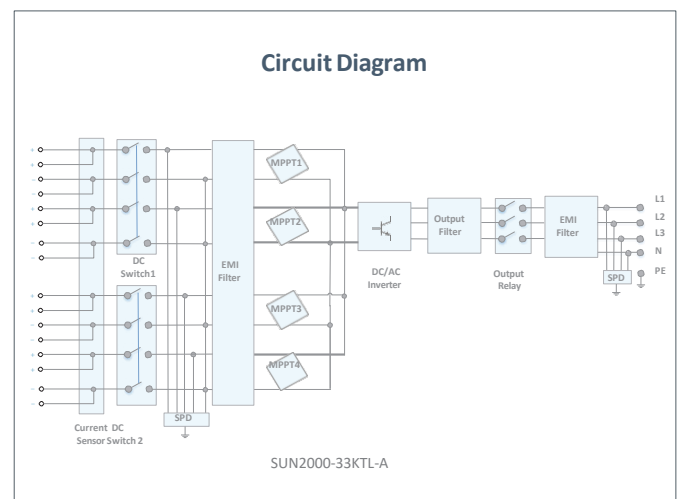 Circuit Diagram
+
+
−
−
+
+
−
−
+
+
−
−
+
+
−
−
DC
Switch1
Current DC
Sensor Switch 2
SPD
EMI
Filter
MPPT1
MPPT2
MPPT3
MPPT4
DC/AC
Inverter
Output
Filter
Output
Relay
EMI
Filter
SPD
L1
L2
L3
N
PE
SUN2000-33KTL-A